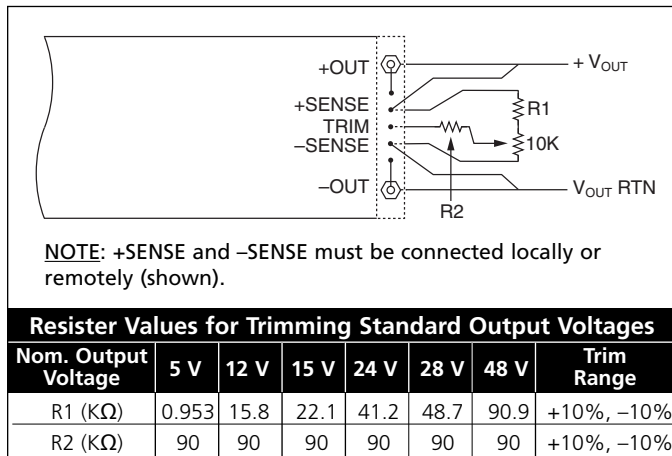 +OUT
+ VOUT
+SENSE
R1
TRIM
–SENSE
10K
–OUT
VOUT RTN
R2
NOTE: +SENSE and –SENSE must be connected locally or
remotely (shown).
Resister Values for Trimming Standard Output Voltages
Nom. Output Voltage 5 V 12 V 15 V 24 V 28 V 48 V Trim Range
R1 (KΩ) 0.953 15.8 22.1 41.2 48.7 90.9 +10%, –10%
R2 (KΩ) 90 90 90 90 90 90 +10%, –10%